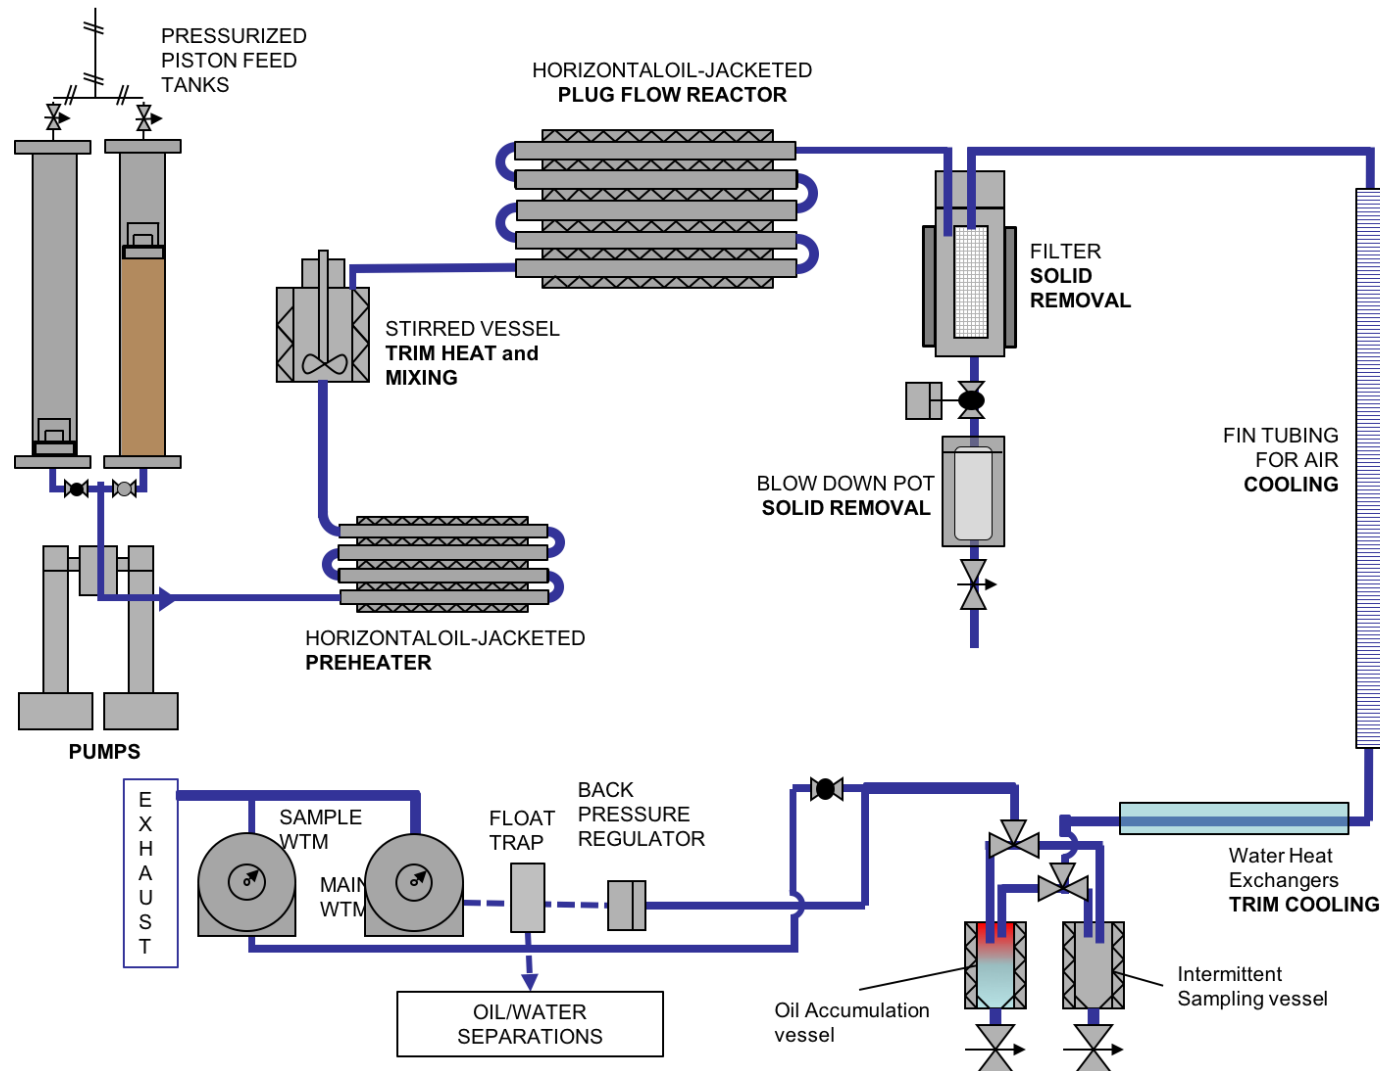 PRESSURIZED
PISTON FEED
TANKS
HORIZONTALOIL-JACKETED
PLUG FLOW REACTOR
FILTER
SOLID
REMOVAL
STIRRED VESSEL
TRIM HEAT and
MIXING
FIN TUBING
FOR AIR
COOLING
BLOW DOWN POT
SOLID REMOVAL
HORIZONTALOIL-JACKETED
PREHEATER
PUMPS
EXHAUST
SAMPLE
WTM
MAIN
WTM
FLOAT
TRAP
BACK
PRESSURE
REGULATOR
Water Heat
Exchangers
TRIM COOLING
OIL/WATER
SEPARATIONS
Oil Accumulation
vessel
Intermittent
Sampling vessel